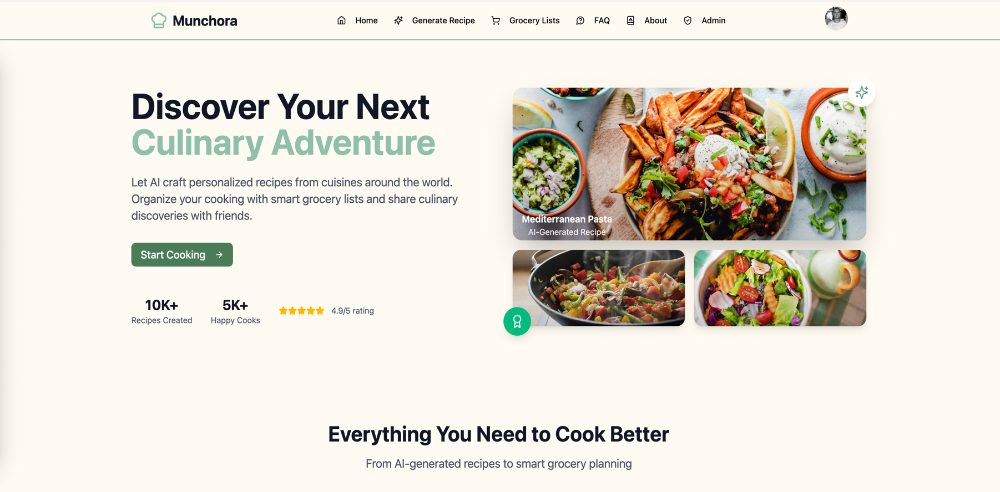 Munchora
Home
Generate Recipe
Grocery Lists
FAQ
About
Admin
Discover Your Next
Culinary Adventure
Let AI craft personalized recipes from cuisines around the world.
Organize your cooking with smart grocery lists and share culinary
discoveries with friends.
Start Cooking
10K+
Recipes Created
5K+
Happy Cooks
4.9/5 rating
Mediterranean Pasta
AI-Generated Recipe
Everything You Need to Cook Better
From AI-generated recipes to smart grocery planning